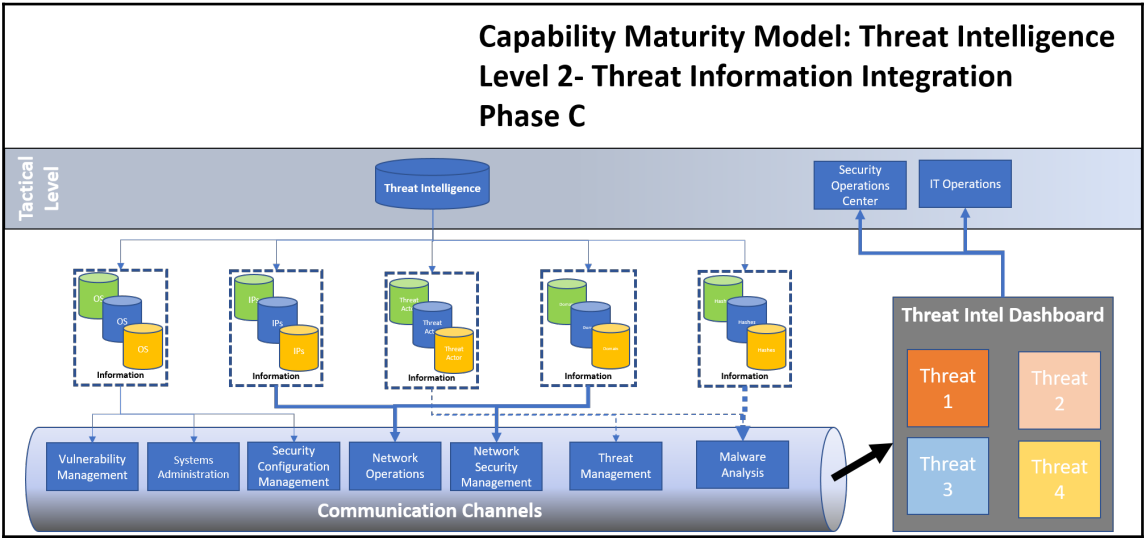 Capability Maturity Model: Threat Intelligence
Level 2- Threat Information Integration
Phase C
Tactical
Level
Threat Intelligence
Security
Operations
Center
IT Operations
OS
OS
OS
Information
IPs
IPs
IPs
Information
Threat
Actor
Threat
Actor
Threat
Actor
Information
Domain
Information
Hashes
Hashes
Hashes
Information
Threat Intel Dashboard
Threat
1
Threat
2
Threat
3
Threat
4
Vulnerability
Management
Systems
Administration
Security
Configuration
Management
Network
Operations
Network
Security
Management
Threat
Management
Malware
Analysis
Communication Channels